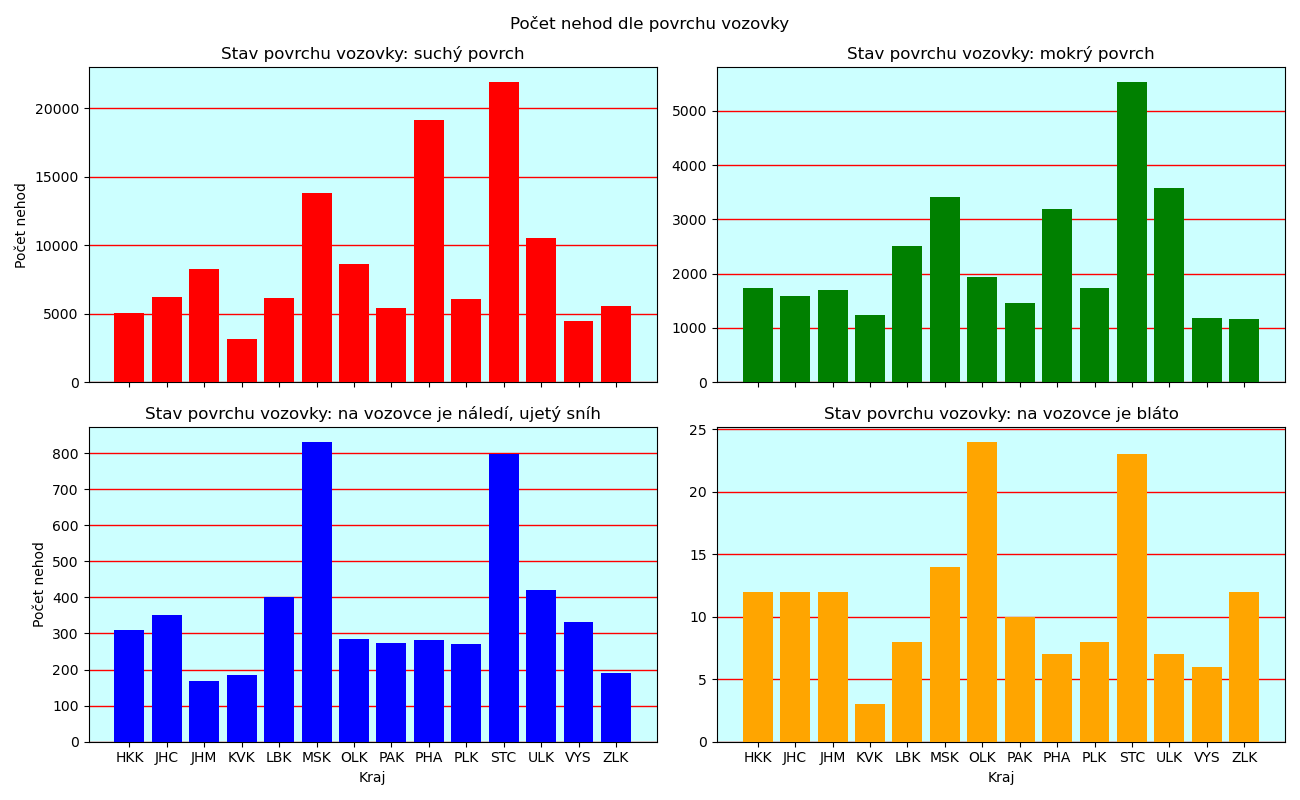 Počet nehod dle povrchu vozovky
Stav povrchu vozovky: suchý povrch
Počet nehod
20000
15000
10000
5000
0
Stav povrchu vozovky: mokrý povrch
5000
4000
3000
2000
1000
0
Stav povrchu vozovky: na vozovce je náledí, ujetý sníh
Počet nehod
800
700
600
500
400
300
200
100
0
HKK JHC JHM KVK LBK MSK OLK PAK PHA PLK STC ULK VYS ZLK
Kraj
Stav povrchu vozovky: na vozovce je bláto
25
20
15
10
5
0
HKK JHC JHM KVK LBK MSK OLK PAK PHA PLK STC ULK VYS ZLK
Kraj